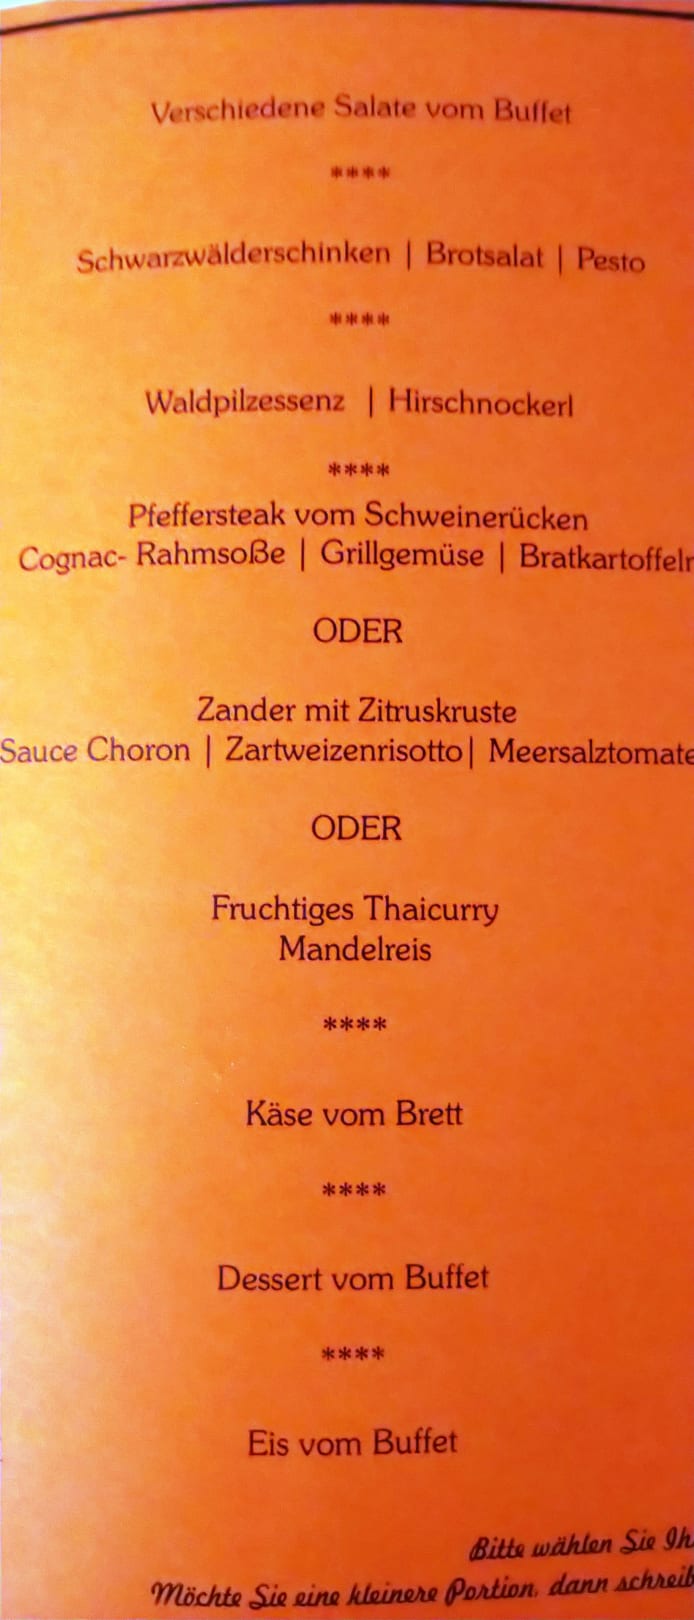 Verschiedene Salate vom Buffet
****
Schwarzwälderschinken | Brotsalat | Pesto
****
Waldpilzessenz | Hirschnockerl
****
Pfeffersteak vom Schweinerücken
Cognac- Rahmsoße | Grillgemüse | Bratkartoffeln
ODER
Zander mit Zitruskruste
Sauce Choron | Zartweizenrisotto| Meersalztomate
ODER
Fruchtiges Thaicurry
Mandelreis
****
Käse vom Brett
****
Dessert vom Buffet
****
Eis vom Buffet
Bitte wählen Sie Ih
Möchte Sie eine kleinere Portion, dann schreib